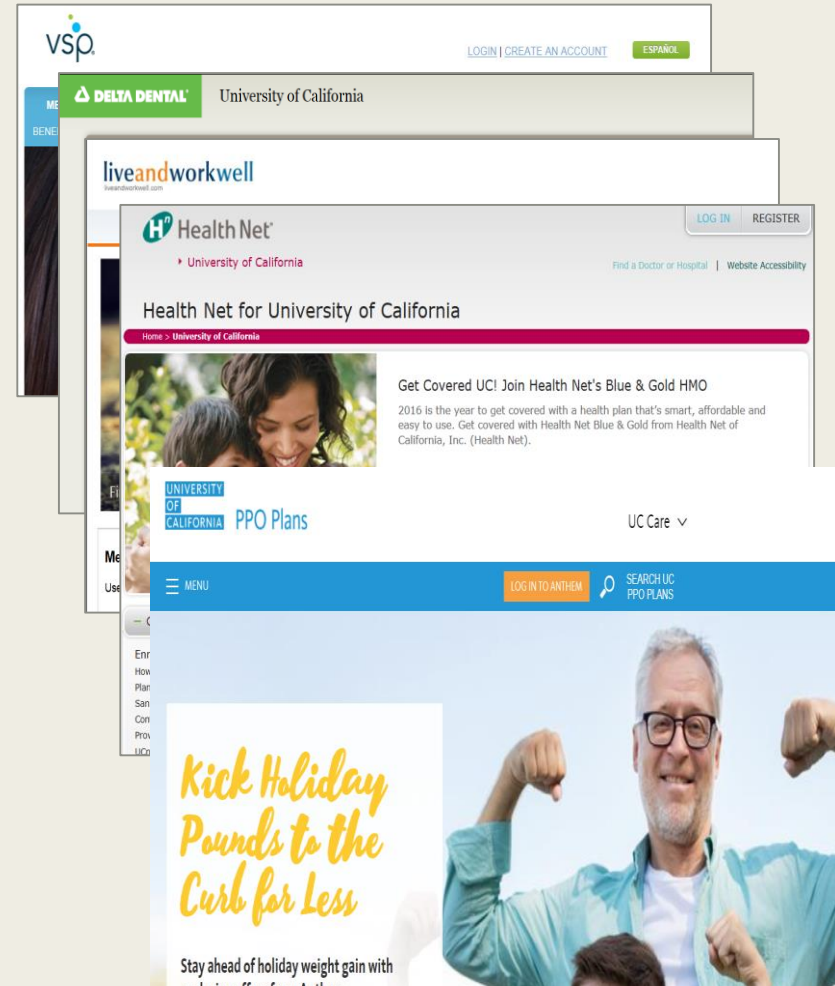 vsp.
LOGIN | CREATE AN ACCOUNT
ESPAÑOL
DELTA DENTAL
University of California
liveandworkwell
liveandworkwell.com
Health Net
LOG IN REGISTER
University of California
Find a Doctor or Hospital | Website Accessibility
Health Net for University of California
Home > University of California
Get Covered UC! Join Health Net's Blue & Gold HMO
2016 is the year to get covered with a health plan that's smart, affordable and
easy to use. Get covered with Health Net Blue & Gold from Health Net of
California, Inc. (Health Net).
UNIVERSITY
OF
CALIFORNIA
PPO Plans
UC Care
MENU
LOG IN TO ANTHEM
SEARCH UC
PPO PLANS
Kick Holiday
Pounds to the
Curb for Less
Stay ahead of holiday weight gain with